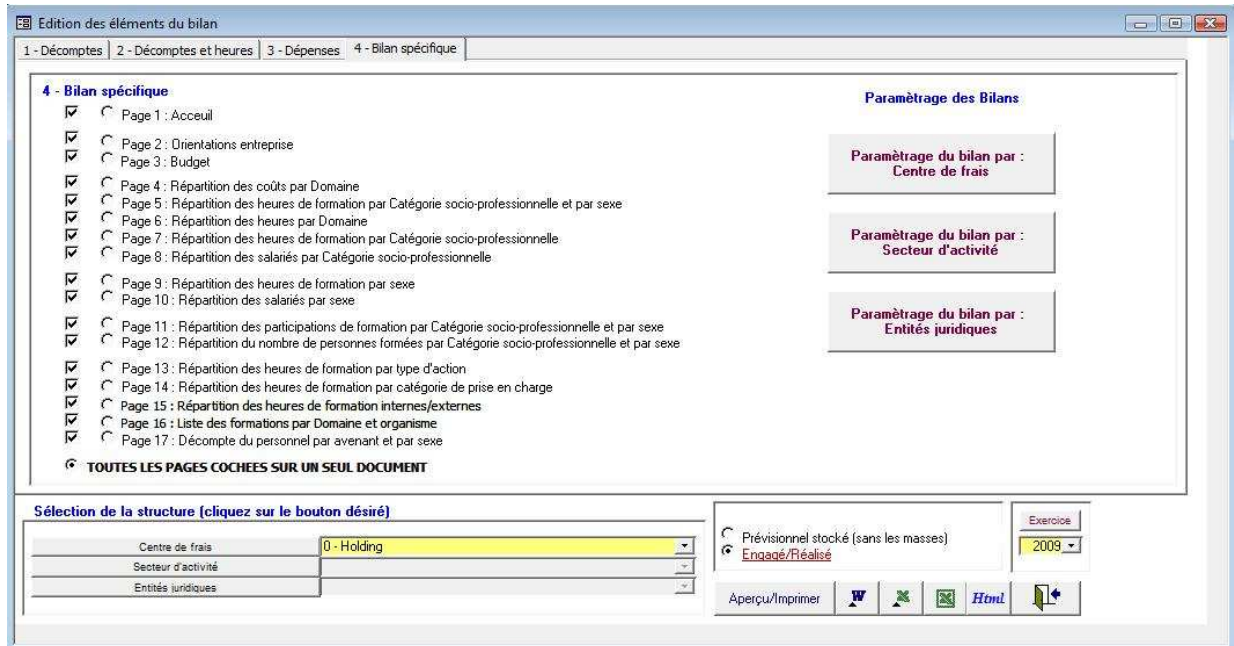 Edition des éléments du bilan
1 - Décomptes
2 - Décomptes et heures
3 - Dépenses
4 - Bilan spécifique
4 - Bilan spécifique
Page 1 : Acceuil
Page 2 : Orientations entreprise
Page 3 : Budget
Page 4 : Répartition des coûts par Domaine
Page 5 : Répartition des heures de formation par Catégorie socio-professionnelle et par sexe
Page 6 : Répartition des heures par Domaine
Page 7 : Répartition des heures de formation par Catégorie socio-professionnelle
Page 8 : Répartition des salariés par Catégorie socio-professionnelle
Page 9 : Répartition des heures de formation par sexe
Page 10 : Répartition des salariés par sexe
Page 11 : Répartition des participations de formation par Catégorie socio-professionnelle et par sexe
Page 12 : Répartition du nombre de personnes formées par Catégorie socio-professionnelle et par sexe
Page 13 : Répartition des heures de formation par type d'action
Page 14 : Répartition des heures de formation par catégorie de prise en charge
Page 15 : Répartition des heures de formation internes/externes
Page 16 : Liste des formations par Domaine et organisme
Page 17 : Décompte du personnel par avenant et par sexe
TOUTES LES PAGES COCHEES SUR UN SEUL DOCUMENT
Paramètrage des Bilans
Paramètrage du bilan par :
Centre de frais
Paramètrage du bilan par :
Secteur d'activité
Paramètrage du bilan par :
Entités juridiques
Sélection de la structure (cliquez sur le bouton désiré)
Centre de frais
0 - Holding
Secteur d'activité
Entités juridiques
Prévisionnel stocké (sans les masses)
Engagé/Réalisé
Exercice
2009
Aperçu/Imprimer
Html